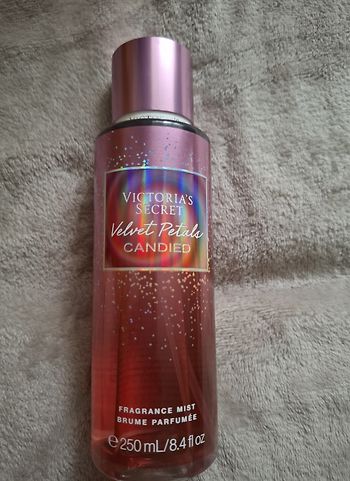 VICTORIA'S
SECRET
Velvet Petals
CANDIED
FRAGRANCE MIST
BRUME PARFUMÉE
℮ 250 mL/8.4 fl oz